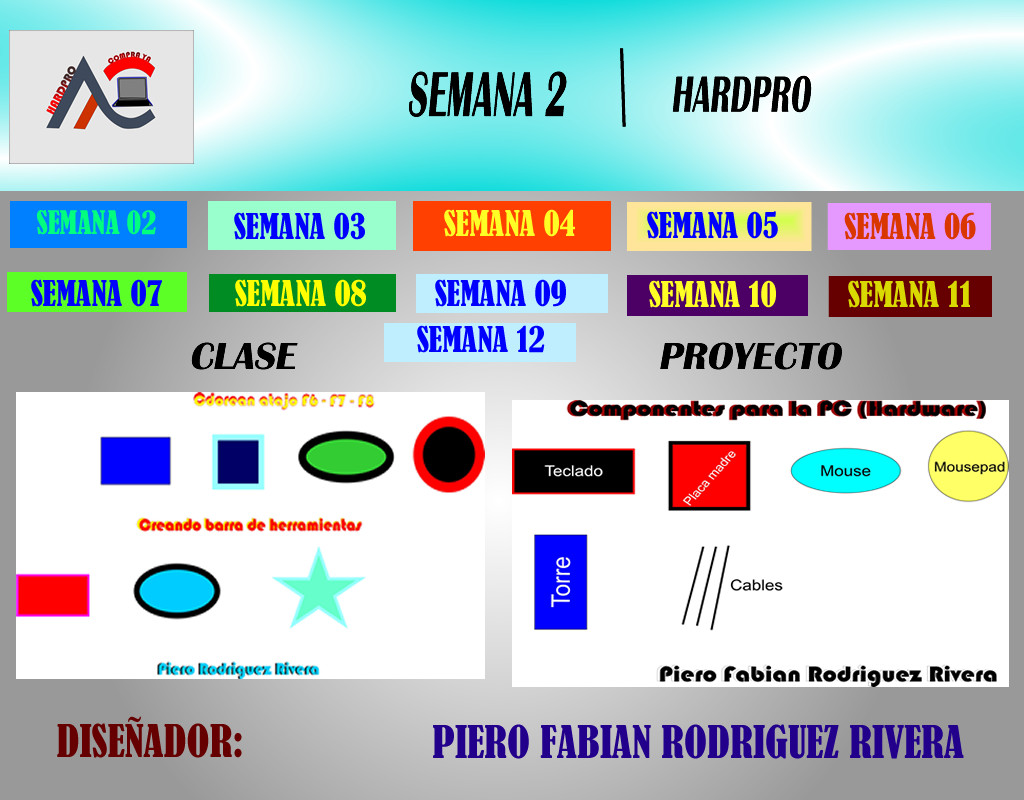 HARDPRO
COMPRA YA
SEMANA 2
HARDPRO
SEMANA 02
SEMANA 03
SEMANA 04
SEMANA 05
SEMANA 06
SEMANA 07
SEMANA 08
SEMANA 09
SEMANA 10
SEMANA 11
SEMANA 12
CLASE
PROYECTO
atajo F6 - F7 - F8
Creando barra de herramientas
Piero Rodriguez Rivera
Componentes para la PC (Hardware)
Teclado
Placa madre
Mouse
Mousepad
Torre
Cables
Piero Fabian Rodriguez Rivera
DISEÑADOR:
PIERO FABIAN RODRIGUEZ RIVERA